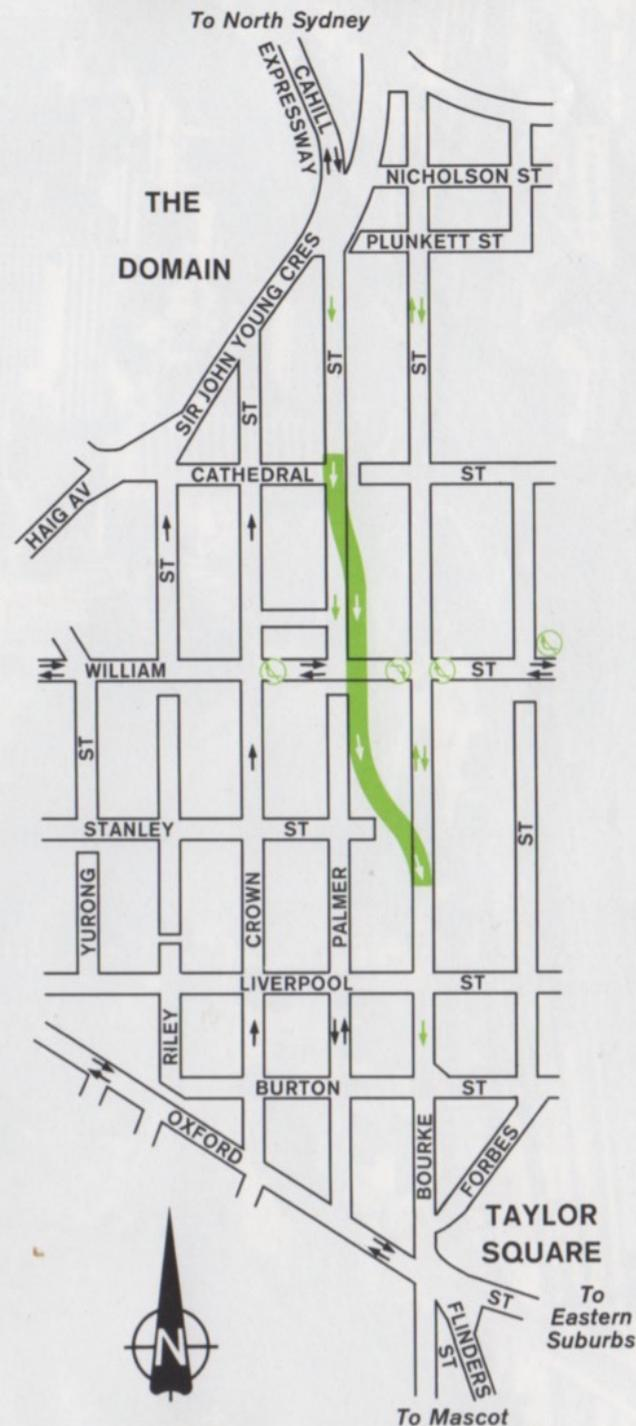 To North Sydney
CAHILL
EXPRESSWAY
THE
DOMAIN
NICHOLSON ST
PLUNKETT ST
SIR JOHN YOUNG CRES
ST
ST
ST
CATHEDRAL
ST
HAIG AV
ST
WILLIAM
ST
ST
STANLEY
ST
ST
YURONG
CROWN
PALMER
LIVERPOOL
ST
RILEY
BURTON
ST
OXFORD
BOURKE
FORBES
TAYLOR
SQUARE
ST
To
Eastern
Suburbs
FLINDERS
ST
N
To Mascot